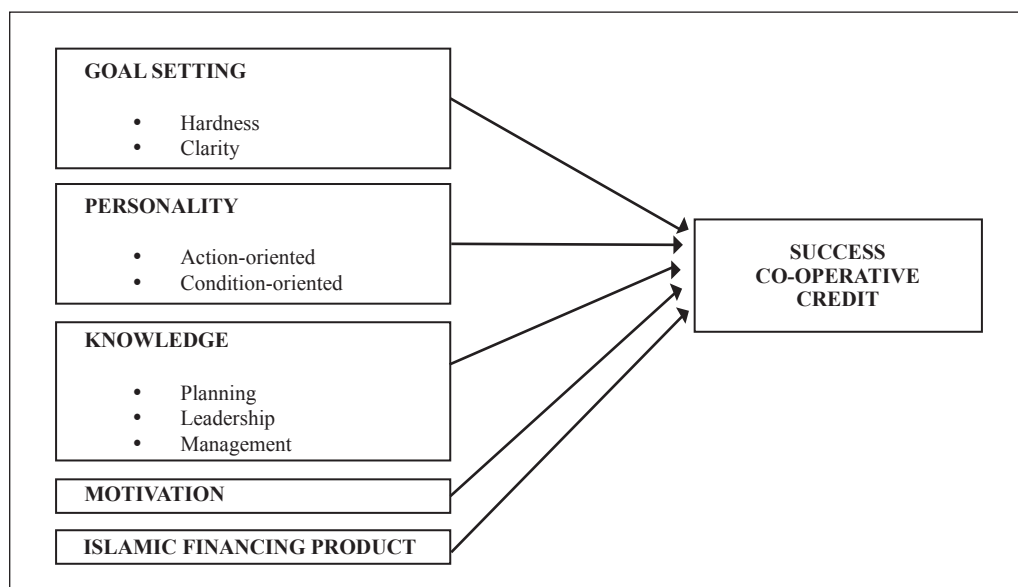 GOAL SETTING
• Hardness
• Clarity
PERSONALITY
• Action-oriented
• Condition-oriented
KNOWLEDGE
• Planning
• Leadership
• Management
MOTIVATION
ISLAMIC FINANCING PRODUCT
SUCCESS
CO-OPERATIVE
CREDIT